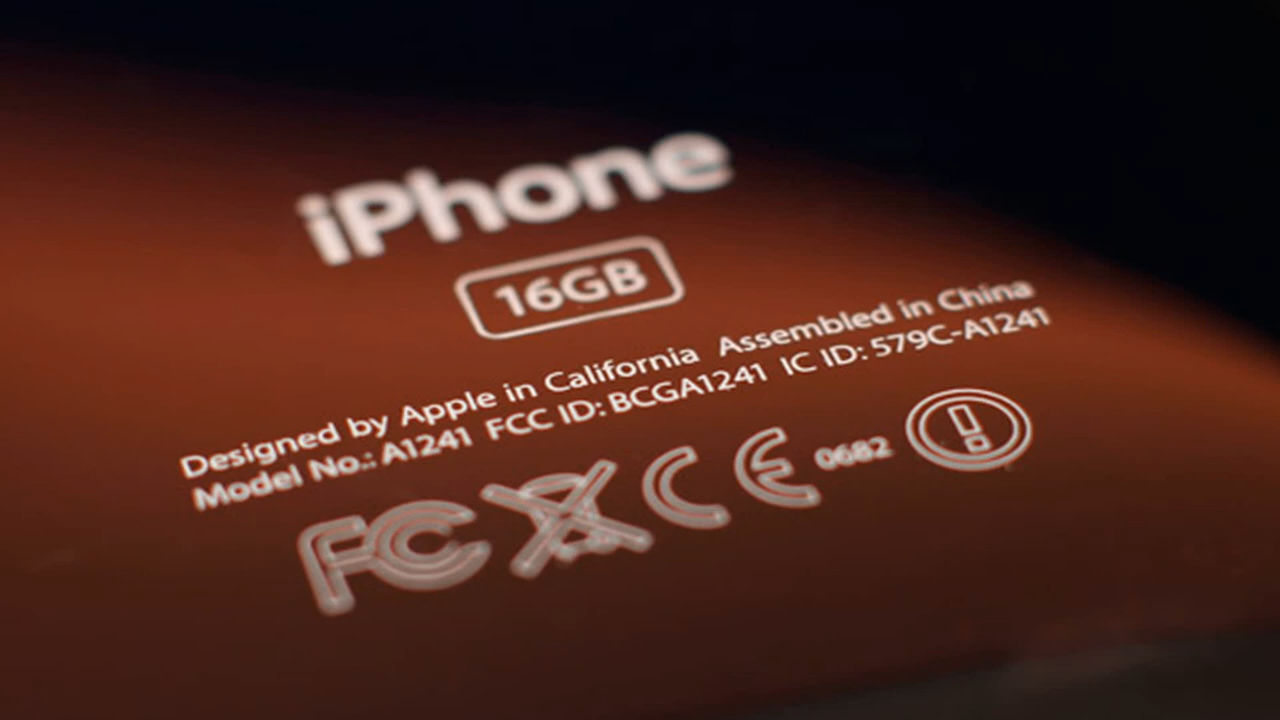 iPhone
16GB
Designed by Apple in California Assembled in China
Model No.: A1241 FCC ID: BCGA1241 IC ID: 579C-A1241
FC CE 0682